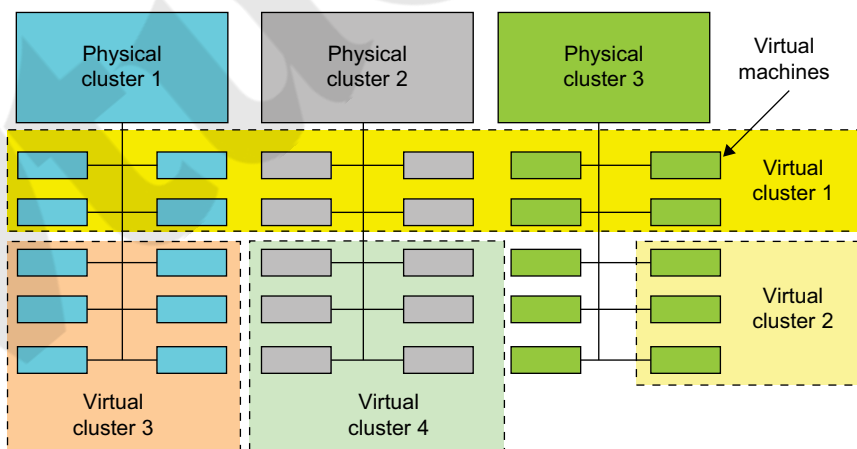 Physical
cluster 1
Physical
cluster 2
Physical
cluster 3
Virtual
machines
Virtual
cluster 1
Virtual
cluster 2
Virtual
cluster 3
Virtual
cluster 4